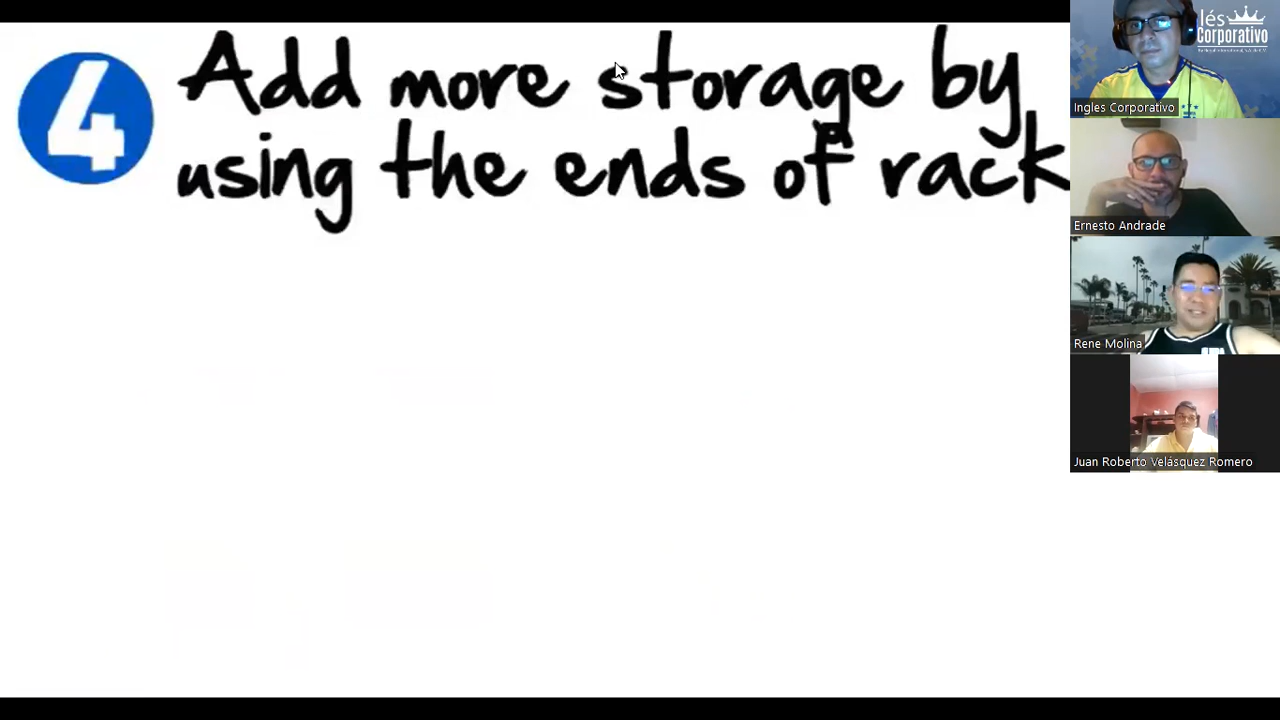 4
Add more storage by
using the ends of rack
lés
Corporativo
Ingles Corporativo
Ernesto Andrade
Rene Molina
Juan Roberto Velásquez Romero